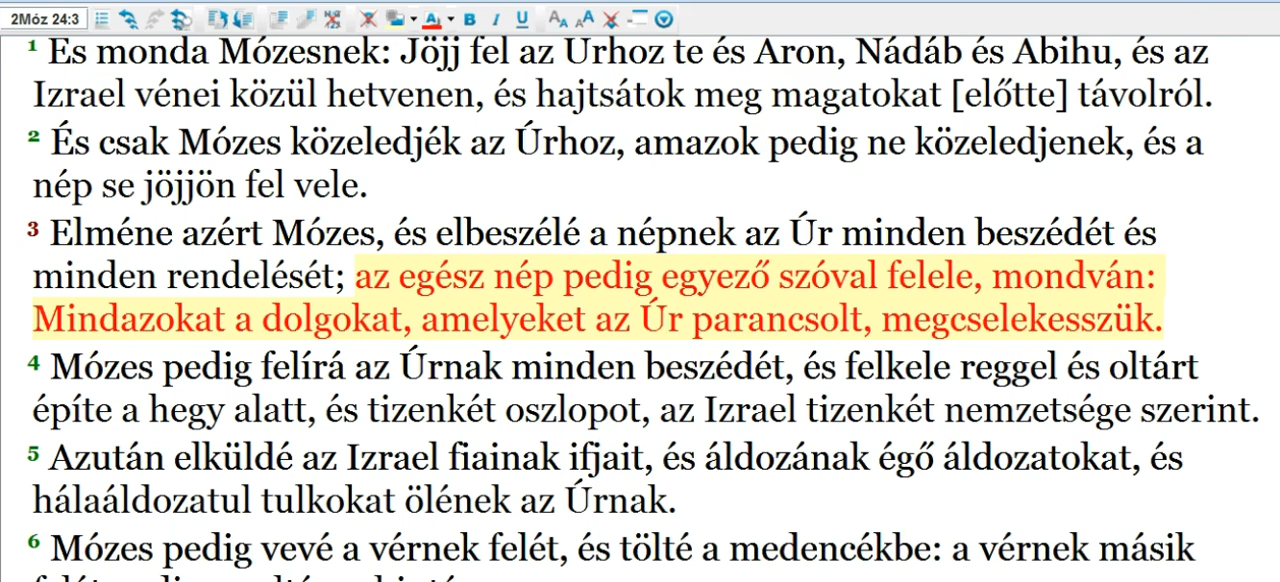 2Móz 24:3
1 És monda Mózesnek: Jöjj fel az Úrhoz te és Áron, Nádáb és Abihu, és az
Izrael vénei közül hetvenen, és hajtsátok meg magatokat [előtte] távolról.
2 És csak Mózes közeledjék az Úrhoz, amazok pedig ne közeledjenek, és a
nép se jöjjön fel vele.
3 Elméne azért Mózes, és elbeszélé a népnek az Úr minden beszédét és
minden rendelését; az egész nép pedig egyező szóval felele, mondván:
Mindazokat a dolgokat, amelyeket az Úr parancsolt, megcselekesszük.
4 Mózes pedig felírá az Úrnak minden beszédét, és felkele reggel és oltárt
építe a hegy alatt, és tizenkét oszlopot, az Izrael tizenkét nemzetsége szerint.
5 Azután elküldé az Izrael fiainak ifjait, és áldozának égő áldozatokat, és
hálaáldozatul tulkokat ölének az Úrnak.
6 Mózes pedig vevé a vérnek felét, és tölté a medencékbe: a vérnek másik